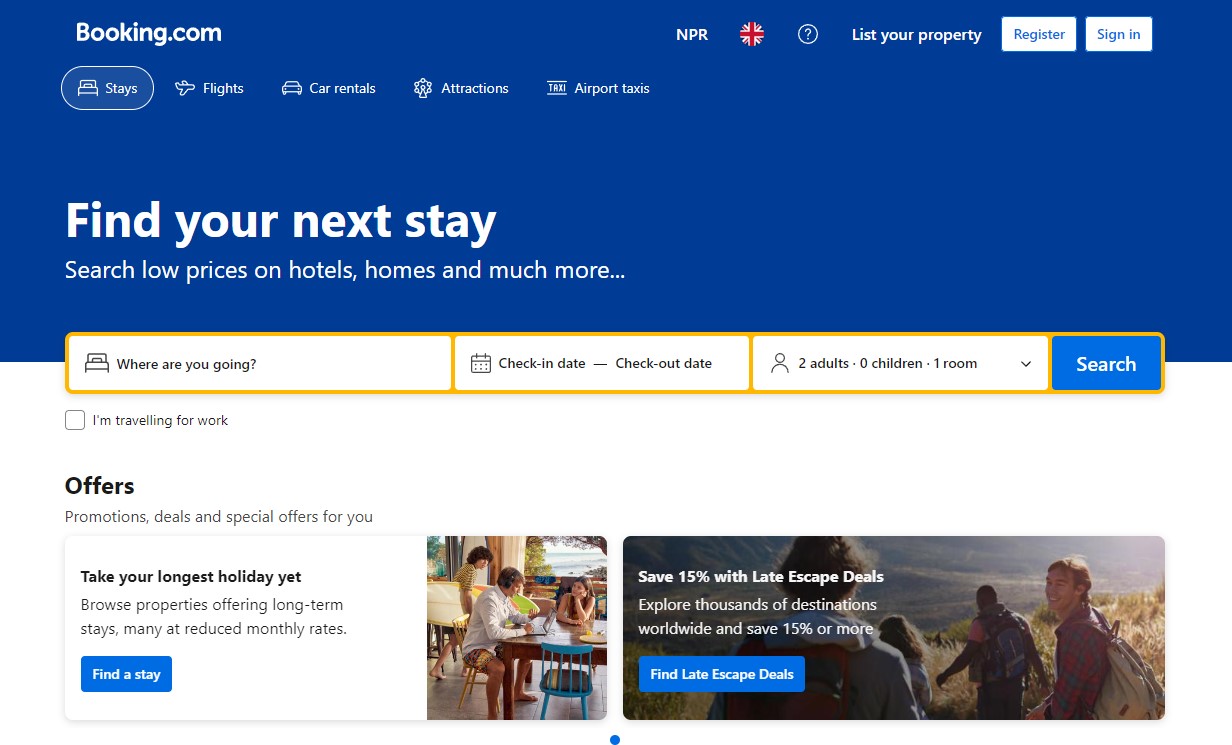 Booking.com
NPR
List your property
Register
Sign in
Stays
Flights
Car rentals
Attractions
TAXI
Airport taxis
Find your next stay
Search low prices on hotels, homes and much more...
Where are you going?
Check-in date — Check-out date
2 adults · 0 children · 1 room
Search
I'm travelling for work
Offers
Promotions, deals and special offers for you
Take your longest holiday yet
Browse properties offering long-term
stays, many at reduced monthly rates.
Find a stay
Save 15% with Late Escape Deals
Explore thousands of destinations
worldwide and save 15% or more
Find Late Escape Deals